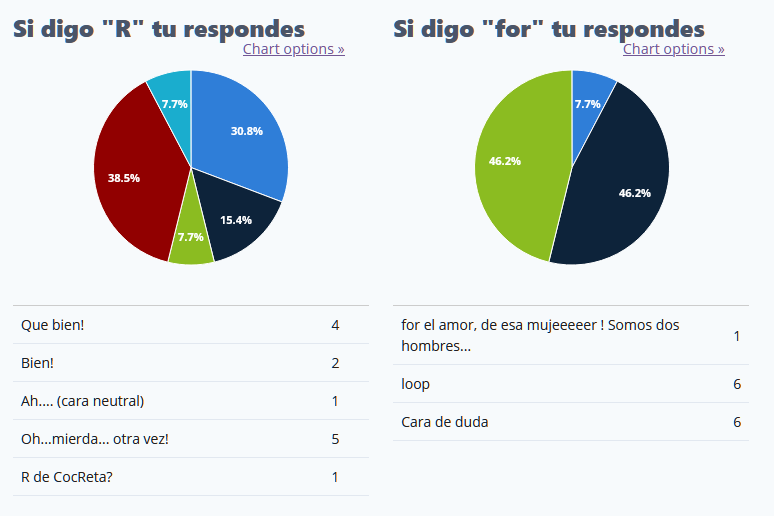 Si digo "R" tu respondes
Chart options »
7.7%
30.8%
38.5%
15.4%
7.7%
Que bien! 4
Bien! 2
Ah.... (cara neutral) 1
Oh...mierda... otra vez! 5
R de CocReta? 1
Si digo "for" tu respondes
Chart options »
7.7%
46.2%
46.2%
for el amor, de esa mujeeeeer ! Somos dos
hombres... 1
loop 6
Cara de duda 6